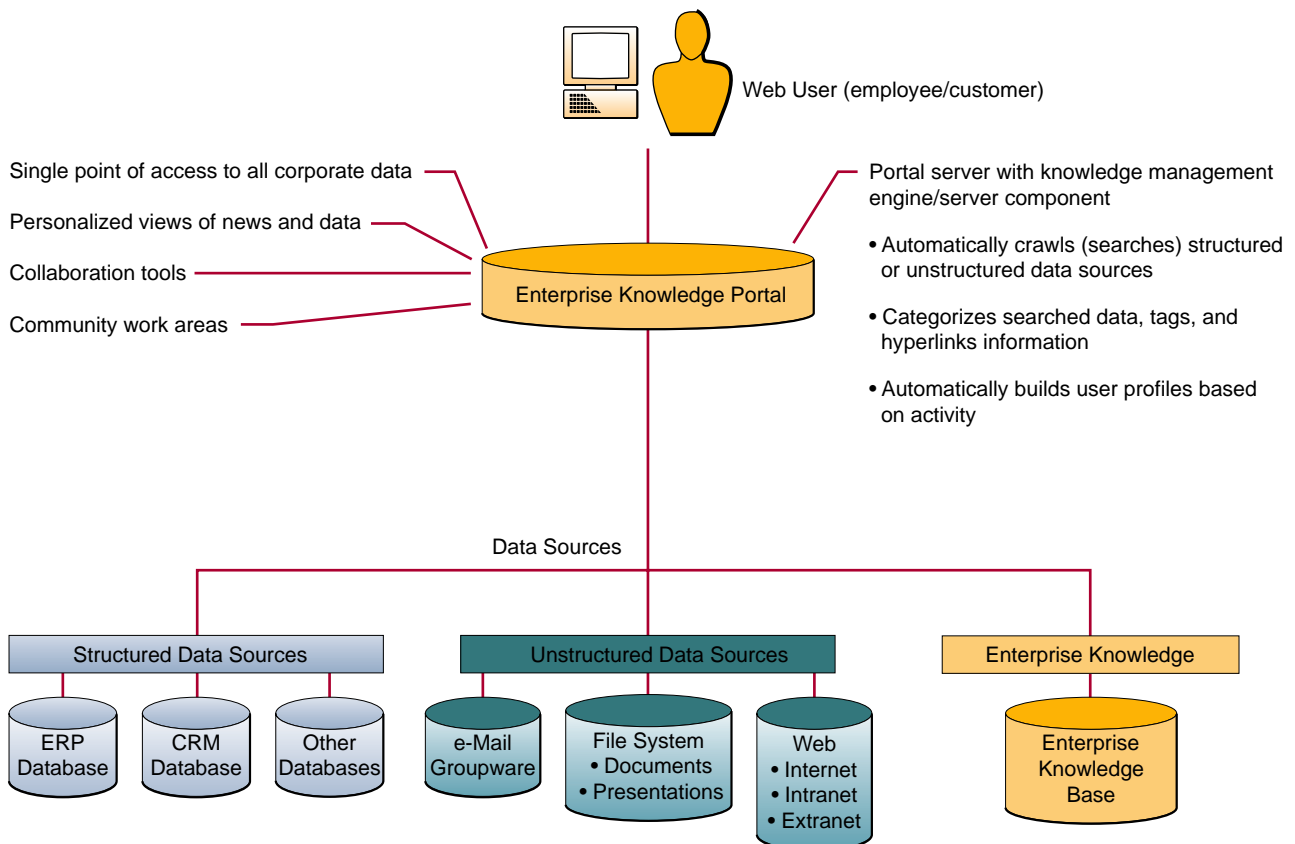 Web User (employee/customer)
Single point of access to all corporate data
Personalized views of news and data
Collaboration tools
Community work areas
Portal server with knowledge management
engine/server component
• Automatically crawls (searches) structured
or unstructured data sources
• Categorizes searched data, tags, and
hyperlinks information
• Automatically builds user profiles based
on activity
Enterprise Knowledge Portal
Data Sources
Structured Data Sources
ERP
Database
CRM
Database
Other
Databases
Unstructured Data Sources
e-Mail
Groupware
File System
• Documents
• Presentations
Web
• Internet
• Intranet
• Extranet
Enterprise Knowledge
Enterprise
Knowledge
Base